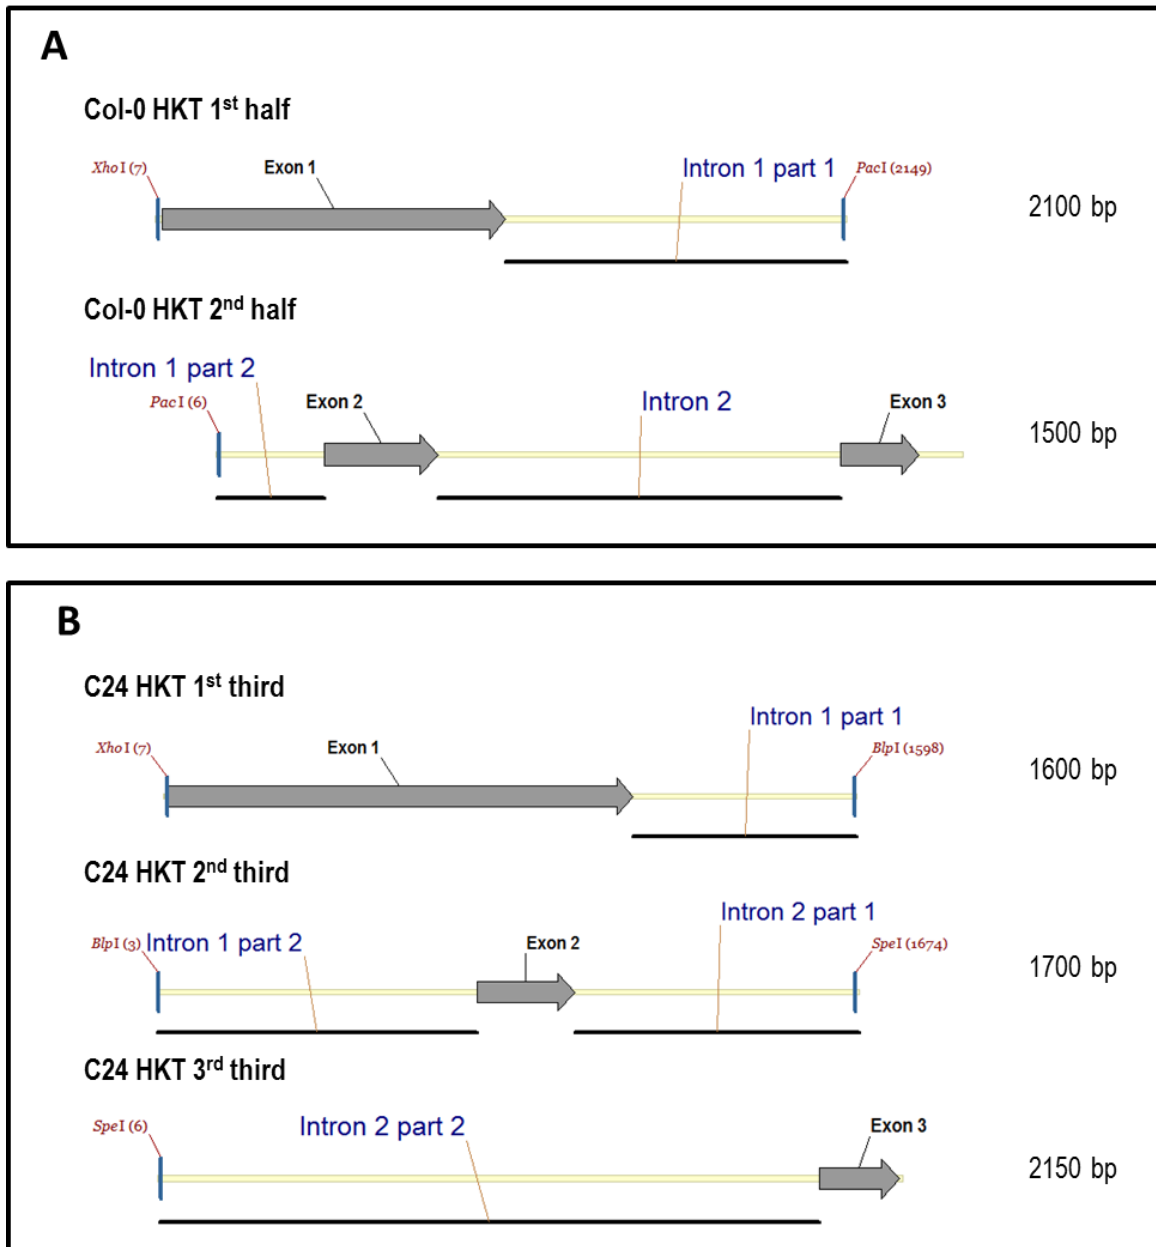 A
Col-0 HKT 1st half
XhoI (7)
Exon 1
Intron 1 part 1
PacI (2149)
2100 bp
Col-0 HKT 2nd half
Intron 1 part 2
PacI (6)
Exon 2
Intron 2
Exon 3
1500 bp
B
C24 HKT 1st third
XhoI (7)
Exon 1
Intron 1 part 1
BlpI (1598)
1600 bp
C24 HKT 2nd third
BlpI (3)
Intron 1 part 2
Exon 2
Intron 2 part 1
SpeI (1674)
1700 bp
C24 HKT 3rd third
SpeI (6)
Intron 2 part 2
Exon 3
2150 bp